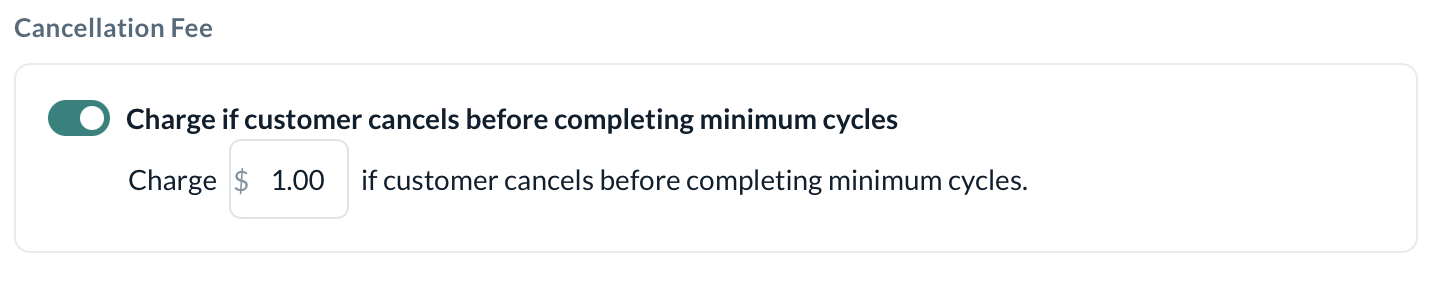 Cancellation Fee
Charge if customer cancels before completing minimum cycles
Charge $ 1.00 if customer cancels before completing minimum cycles.